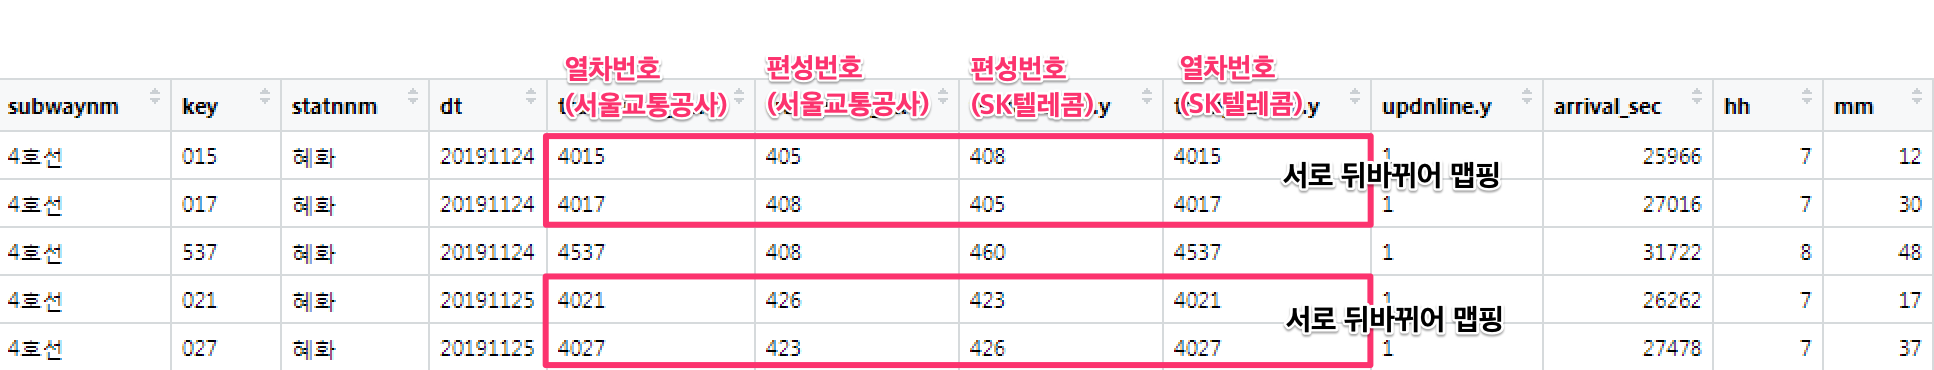 열차번호 편성번호 편성번호 열차번호
(서울교통공사) (서울교통공사) (SK텔레콤) (SK텔레콤)
subwaynm key statnnm dt .y .y updnline.y arrival_sec hh mm
4호선 015 혜화 20191124 4015 405 408 4015 1 25966 7 12
서로 뒤바뀌어 맵핑
4호선 017 혜화 20191124 4017 408 405 4017 1 27016 7 30
4호선 537 혜화 20191124 4537 408 460 4537 1 31722 8 48
4호선 021 혜화 20191125 4021 426 423 4021 1 26262 7 17
서로 뒤바뀌어 맵핑
4호선 027 혜화 20191125 4027 423 426 4027 1 27478 7 37